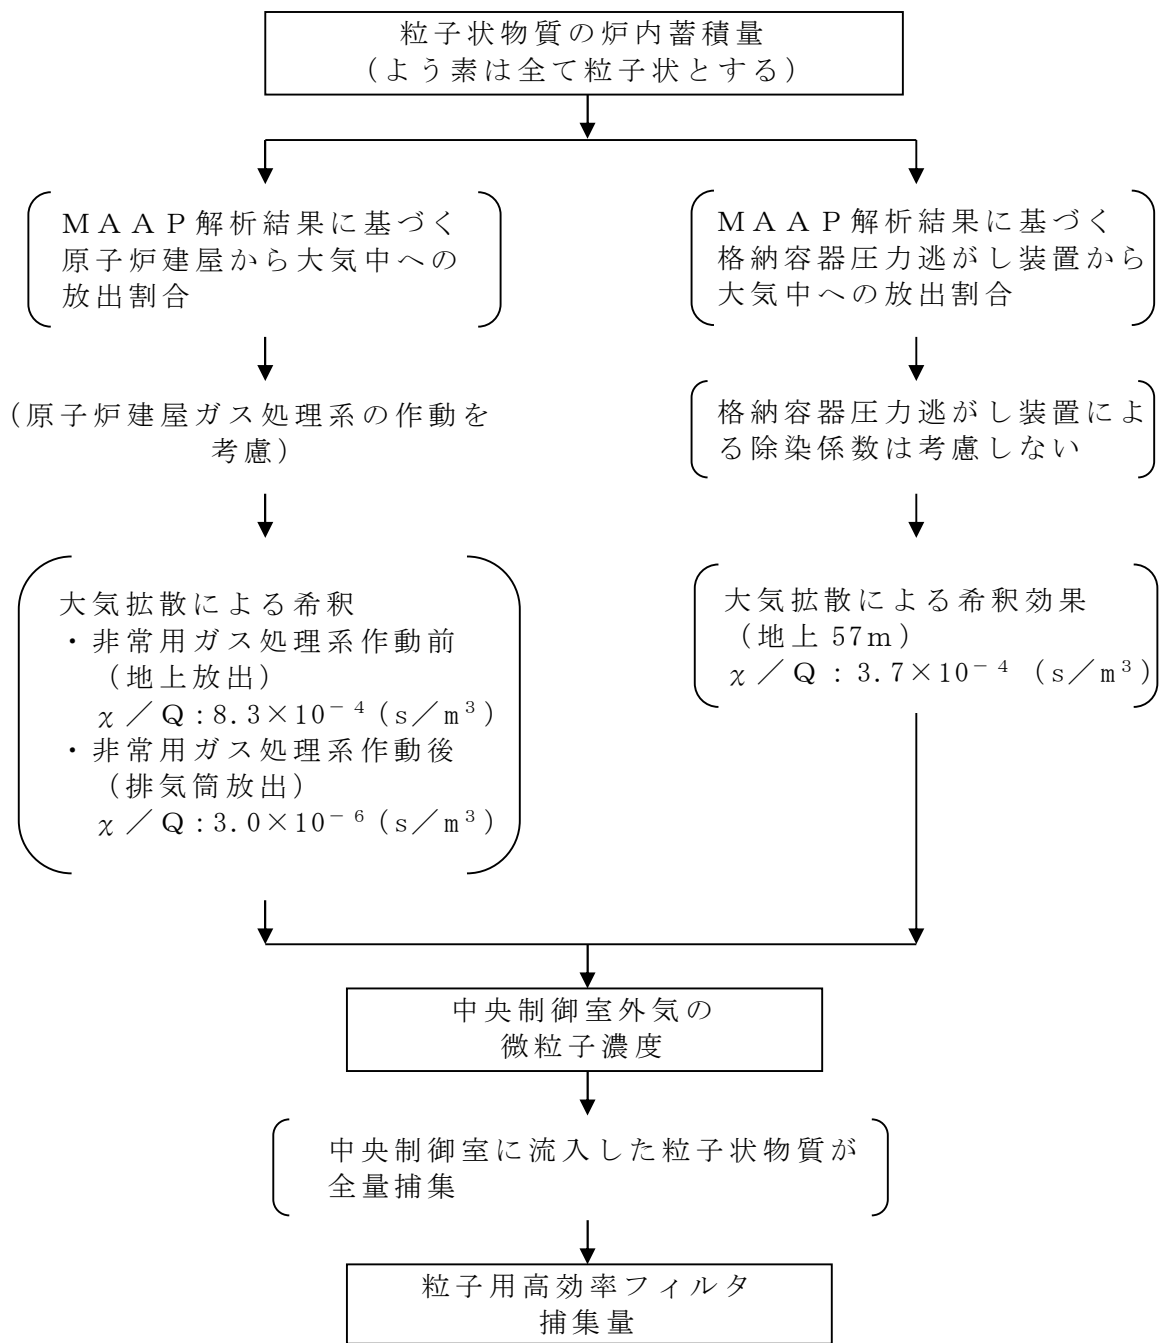 粒子状物質の炉内蓄積量
(よう素は全て粒子状とする)
MAAP解析結果に基づく
原子炉建屋から大気中への
放出割合
MAAP解析結果に基づく
格納容器圧力逃がし装置から
大気中への放出割合
(原子炉建屋ガス処理系の作動を
考慮)
格納容器圧力逃がし装置によ
る除染係数は考慮しない
大気拡散による希釈
・非常用ガス処理系作動前
(地上放出)
χ/Q:8.3×10⁻⁴(s/m³)
・非常用ガス処理系作動後
(排気筒放出)
χ/Q:3.0×10⁻⁶(s/m³)
大気拡散による希釈効果
(地上57m)
χ/Q:3.7×10⁻⁴(s/m³)
中央制御室外気の
微粒子濃度
中央制御室に流入した粒子状物質が
全量捕集
粒子用高効率フィルタ
捕集量